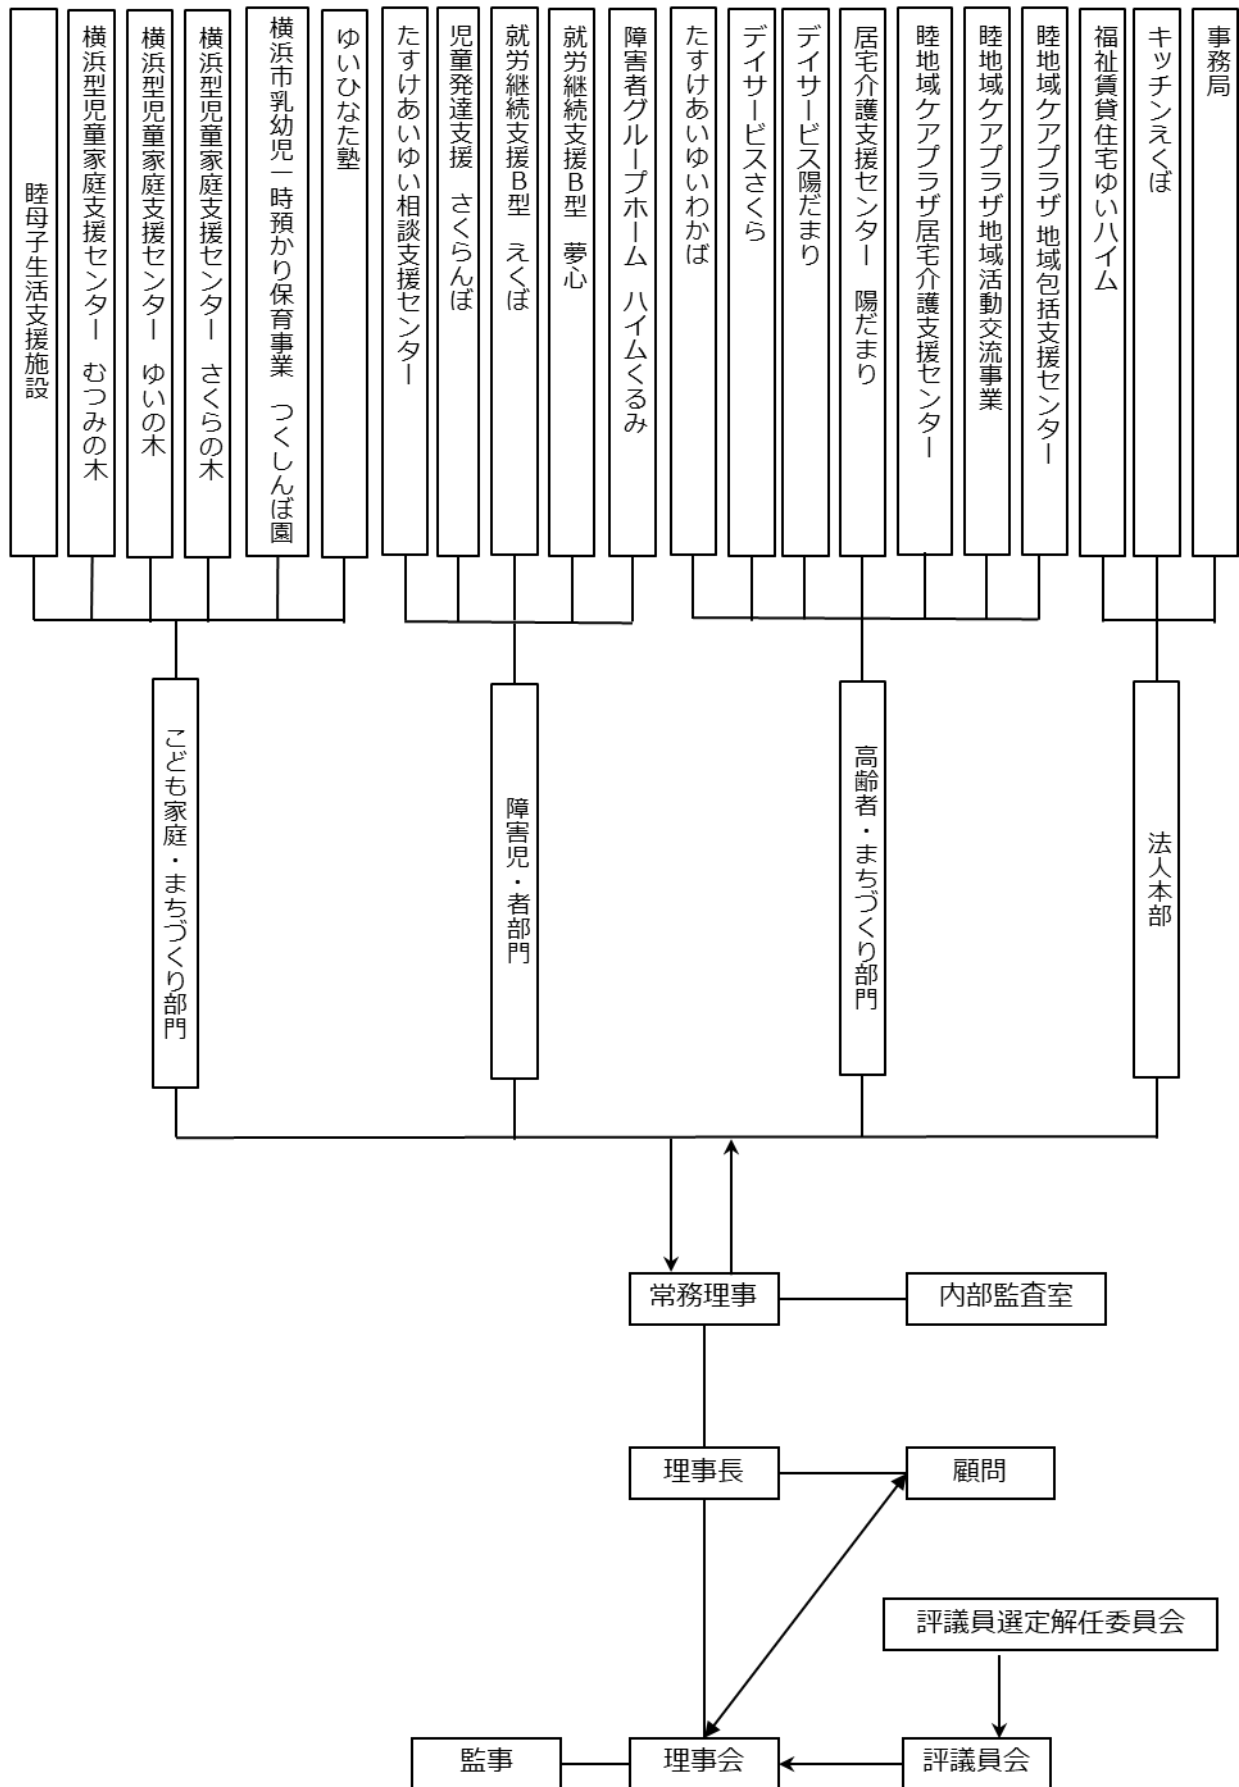 事務局
キッチンえくぼ
福祉賃貸住宅ゆいハイム
睦地域ケアプラザ 地域包括支援センター
睦地域ケアプラザ地域活動交流事業
睦地域ケアプラザ居宅介護支援センター
居宅介護支援センター　陽だまり
デイサービス陽だまり
デイサービスさくら
たすけあいゆいわかば
障害者グループホーム　ハイムくるみ
就労継続支援Ｂ型　夢心
就労継続支援Ｂ型　えくぼ
児童発達支援　さくらんぼ
たすけあいゆい相談支援センター
ゆいひなた塾
横浜市乳幼児一時預かり保育事業　つくしんぼ園
横浜型児童家庭支援センター　さくらの木
横浜型児童家庭支援センター　ゆいの木
横浜型児童家庭支援センター　むつみの木
睦母子生活支援施設
法人本部
高齢者・まちづくり部門
障害児・者部門
こども家庭・まちづくり部門
常務理事
内部監査室
理事長
顧問
評議員選定解任委員会
監事
理事会
評議員会